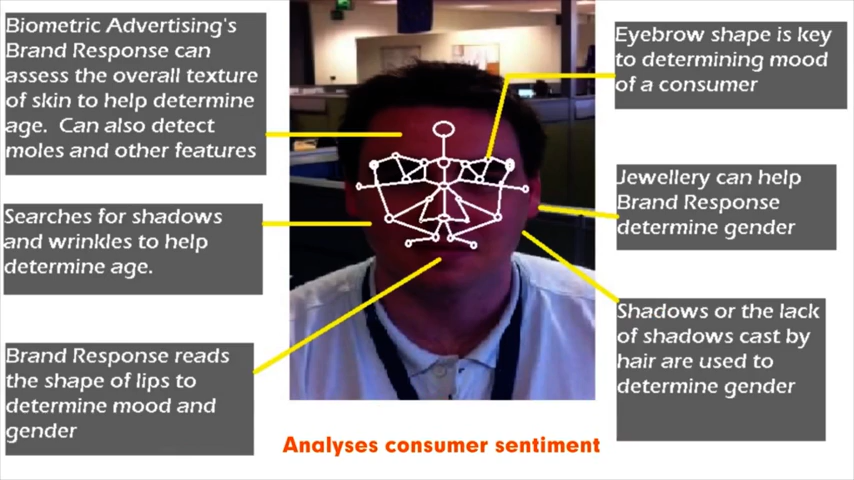 Biometric Advertising's
Brand Response can
assess the overall texture
of skin to help determine
age. Can also detect
moles and other features
Searches for shadows
and wrinkles to help
determine age.
Brand Response reads
the shape of lips to
determine mood and
gender
Eyebrow shape is key
to determining mood
of a consumer
Jewellery can help
Brand Response
determine gender
Shadows or the lack
of shadows cast by
hair are used to
determine gender
Analyses consumer sentiment